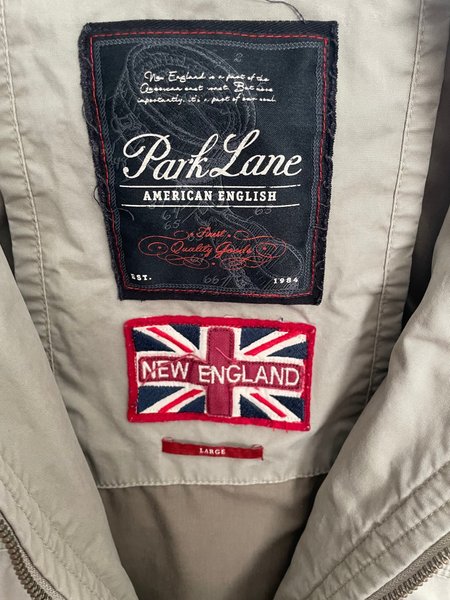 New England is a part of the
American east coast. But more
importantly, it's a part of our soul.
Park Lane
AMERICAN ENGLISH
Finest
Quality Goods
EST. 1984
NEW ENGLAND
LARGE